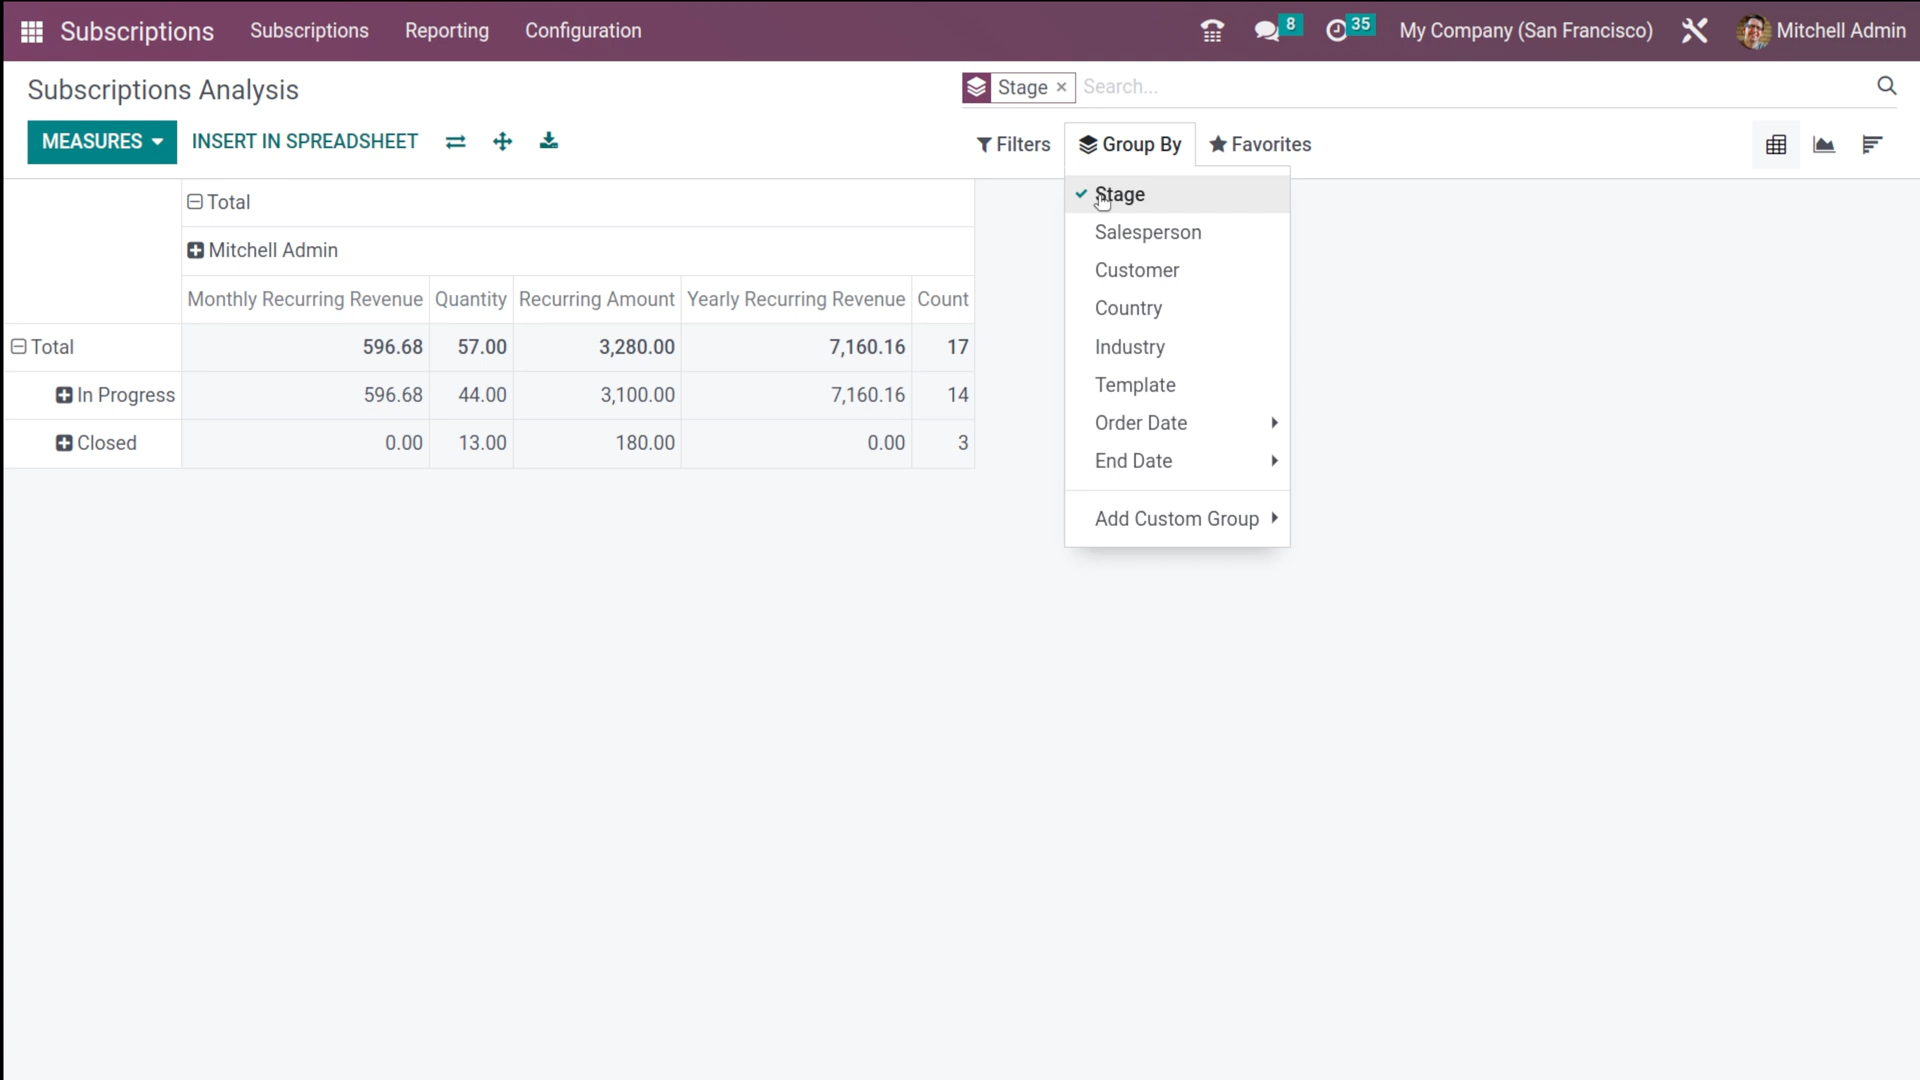 Subscriptions Subscriptions Reporting Configuration 8 35 My Company (San Francisco) Mitchell Admin
Subscriptions Analysis
Stage × Search...
MEASURES INSERT IN SPREADSHEET
Filters Group By Favorites
Total
Mitchell Admin
Monthly Recurring Revenue Quantity Recurring Amount Yearly Recurring Revenue Count
Total 596.68 57.00 3,280.00 7,160.16 17
In Progress 596.68 44.00 3,100.00 7,160.16 14
Closed 0.00 13.00 180.00 0.00 3
Stage
Salesperson
Customer
Country
Industry
Template
Order Date
End Date
Add Custom Group